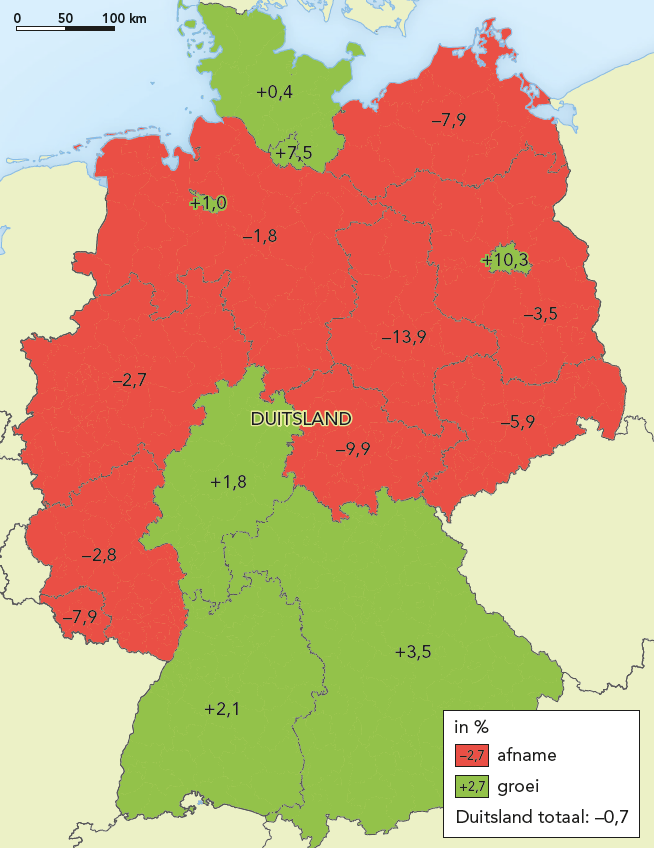 0 50 100 km
+0,4
−7,9
+7,5
+1,0
−1,8
+10,3
−3,5
−13,9
−2,7
DUITSLAND
−5,9
−9,9
+1,8
−2,8
−7,9
+3,5
+2,1
in %
−2,7 afname
+2,7 groei
Duitsland totaal: −0,7